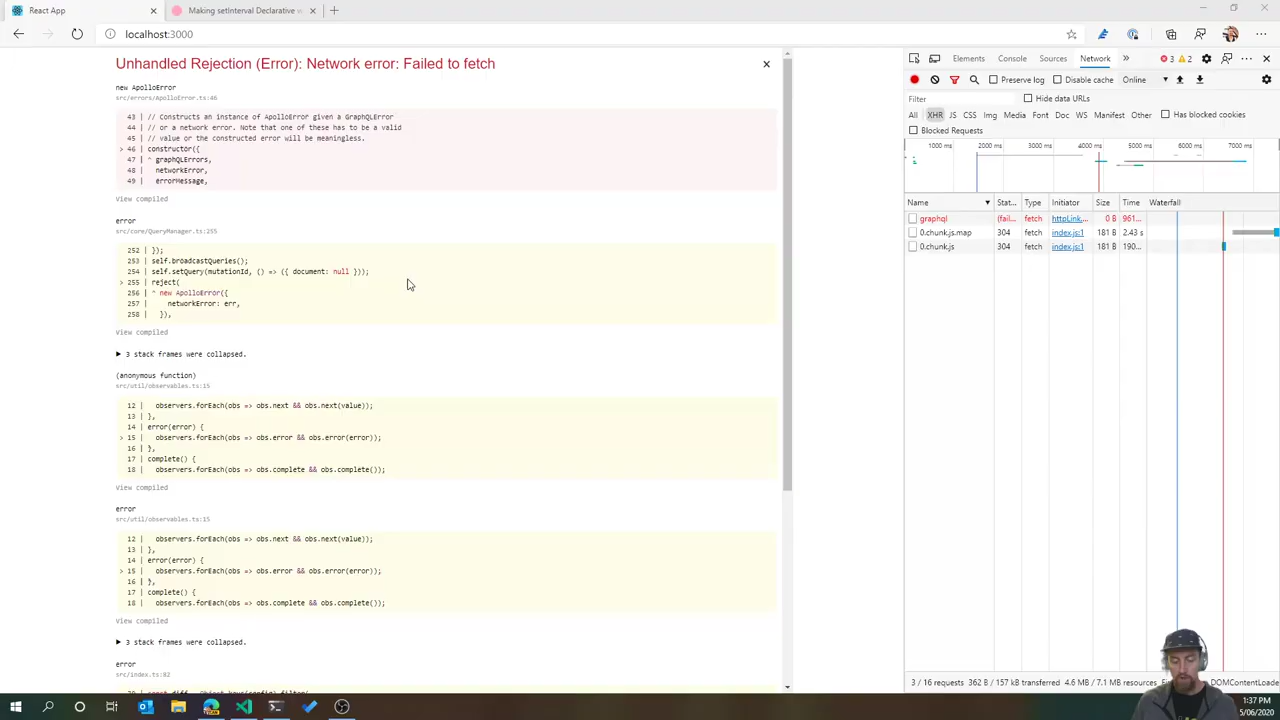 React App
Making setInterval Declarative w
localhost:3000
Unhandled Rejection (Error): Network error: Failed to fetch
new ApolloError
src/errors/ApolloError.ts:46
43 | // Constructs an instance of ApolloError given a GraphQLError
44 | // or a network error. Note that one of these has to be a valid
45 | // value or the constructed error will be meaningless.
> 46 | constructor({
47 | ^ graphQLErrors,
48 | networkError,
49 | errorMessage,
View compiled
error
src/core/QueryManager.ts:255
252 | });
253 | self.broadcastQueries();
254 | self.setQuery(mutationId, () => ({ document: null }));
> 255 | reject(
256 | ^ new ApolloError({
257 | networkError: err,
258 | }),
View compiled
▶ 3 stack frames were collapsed.
(anonymous function)
src/util/observables.ts:15
12 | observers.forEach(obs => obs.next && obs.next(value));
13 | },
14 | error(error) {
> 15 | observers.forEach(obs => obs.error && obs.error(error));
16 | },
17 | complete() {
18 | observers.forEach(obs => obs.complete && obs.complete());
View compiled
error
src/util/observables.ts:15
12 | observers.forEach(obs => obs.next && obs.next(value));
13 | },
14 | error(error) {
> 15 | observers.forEach(obs => obs.error && obs.error(error));
16 | },
17 | complete() {
18 | observers.forEach(obs => obs.complete && obs.complete());
View compiled
▶ 3 stack frames were collapsed.
error
src/index.ts:82
Elements Console Sources Network » 3 2
Preserve log Disable cache Online
Filter Hide data URLs
All XHR JS CSS Img Media Font Doc WS Manifest Other Has blocked cookies
Blocked Requests
1000 ms 2000 ms 3000 ms 4000 ms 5000 ms 6000 ms 7000 ms
Name Stat... Type Initiator Size Time Waterfall
graphql (fail... fetch httpLink... 0 B 961...
0.chunk.js.map 304 fetch index.js:1 181 B 2.43 s
0.chunk.js 304 fetch index.js:1 181 B 190...
3 / 16 requests 362 B / 157 kB transferred 4.6 MB / 7.1 MB resources DOMContentLoade
1:37 PM
5/06/2020